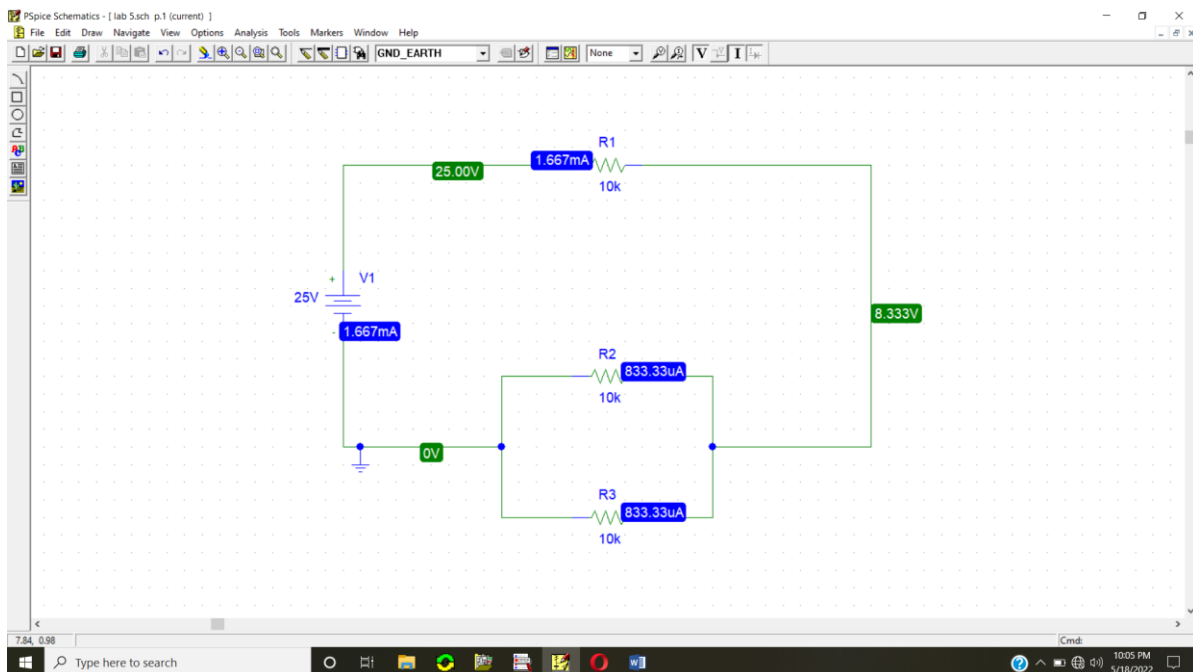 PSpice Schematics - [ lab 5.sch p.1 (current) ]
File Edit Draw Navigate View Options Analysis Tools Markers Window Help
GND_EARTH None V I
R1
1.667mA
25.00V
10k
+ V1
25V
8.333V
- 1.667mA
R2
833.33uA
10k
0V
R3
833.33uA
10k
7.84, 0.98 Cmd:
Type here to search
10:05 PM
5/18/2022